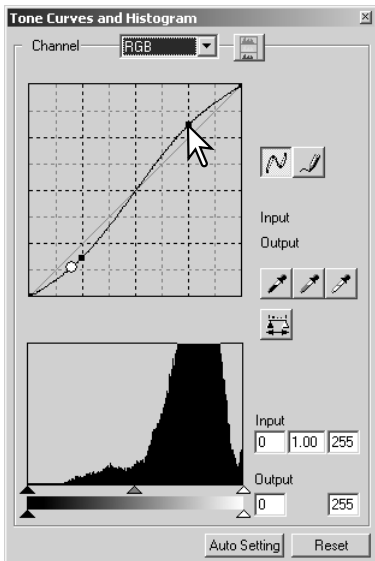 Tone Curves and Histogram
Channel RGB
Input
Output
Input
0 1.00 255
Output
0 255
Auto Setting Reset